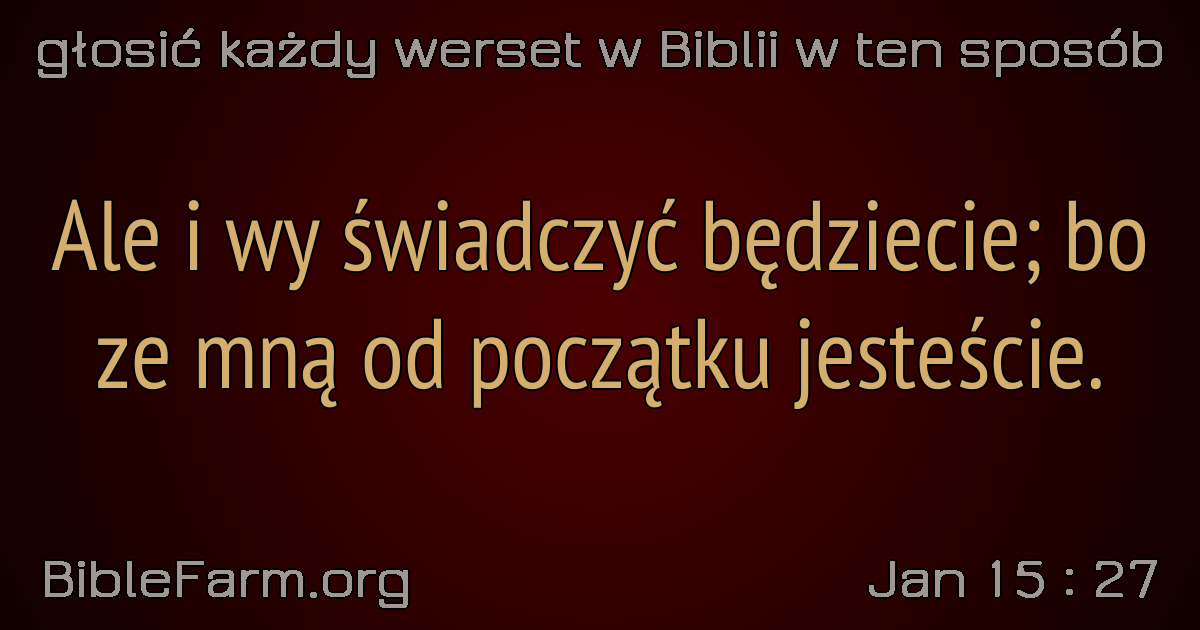 głosić każdy werset w Biblii w ten sposób
Ale i wy świadczyć będziecie; bo
ze mną od początku jesteście.
BibleFarm.org
Jan 15 : 27